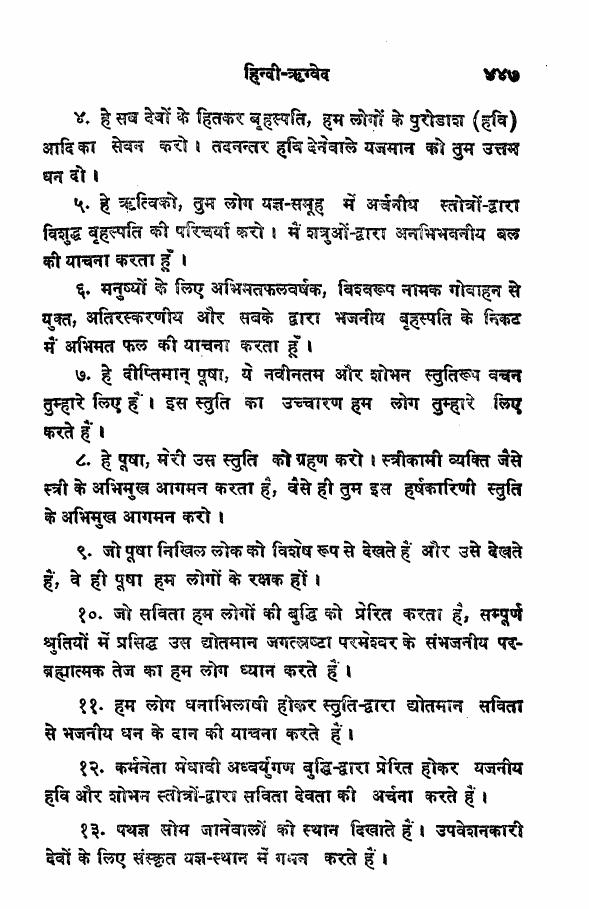 हिन्दी-ऋग्वेद ४४७
४. हे सब देवों के हितकर बृहस्पति, हम लोगों के पुरोडाश (हवि)
आदि का सेवन करो। तदनन्तर हवि देनेवाले यजमान को तुम उत्तम
धन दो।
५. हे ऋत्विको, तुम लोग यज्ञ-समूह में अर्चनीय स्तोत्रों-द्वारा
विशुद्ध बृहस्पति की परिचर्या करो। मैं शत्रुओं-द्वारा अनभिभवनीय बल
की याचना करता हूँ।
६. मनुष्यों के लिए अभिमतफलवर्षक, विश्वरूप नामक गोवाहन से
युक्त, अतिरस्करणीय और सबके द्वारा भजनीय बृहस्पति के निकट
मैं अभिमत फल की याचना करता हूँ।
७. हे दीप्तिमान् पूषा, ये नवीनतम और शोभन स्तुतिरूप वचन
तुम्हारे लिए हैं। इस स्तुति का उच्चारण हम लोग तुम्हारे लिए
करते हैं।
८. हे पूषा, मेरी उस स्तुति को ग्रहण करो। स्त्रीकामी व्यक्ति जैसे
स्त्री के अभिमुख आगमन करता है, वैसे ही तुम इस हर्षकारिणी स्तुति
के अभिमुख आगमन करो।
९. जो पूषा निखिल लोक को विशेष रूप से देखते हैं और उसे देखते
हैं, वे ही पूषा हम लोगों के रक्षक हों।
१०. जो सविता हम लोगों की बुद्धि को प्रेरित करता है, सम्पूर्ण
श्रुतियों में प्रसिद्ध उस द्योतमान जगत्स्रष्टा परमेश्वर के संभजनीय पर-
ब्रह्मात्मक तेज का हम लोग ध्यान करते हैं।
११. हम लोग धनाभिलाषी होकर स्तुति-द्वारा द्योतमान सविता
से भजनीय धन के दान की याचना करते हैं।
१२. कर्मनेता मेधावी अध्वर्युगण बुद्धि-द्वारा प्रेरित होकर यजनीय
हवि और शोभन स्तोत्रों-द्वारा सविता देवता की अर्चना करते हैं।
१३. पथज्ञ सोम जानेवालों को स्थान दिखाते हैं। उपवेशनकारी
देवों के लिए संस्कृत यज्ञ-स्थान में गमन करते हैं।